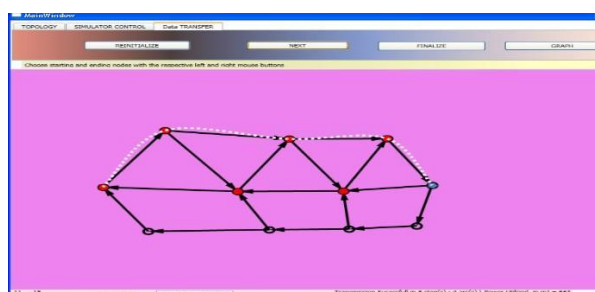 MainWindow
TOPOLOGY SIMULATOR CONTROL Data TRANSFER
REINITIALIZE NEXT FINALIZE GRAPH
Choose starting and ending nodes with the respective left and right mouse buttons